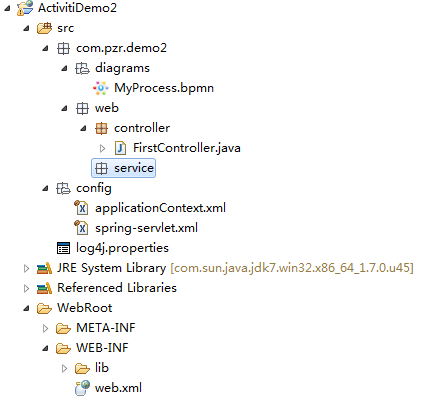 ActivitiDemo2
src
com.pzr.demo2
diagrams
MyProcess.bpmn
web
controller
FirstController.java
service
config
applicationContext.xml
spring-servlet.xml
log4j.properties
JRE System Library [com.sun.java.jdk7.win32.x86_64_1.7.0.u45]
Referenced Libraries
WebRoot
META-INF
WEB-INF
lib
web.xml